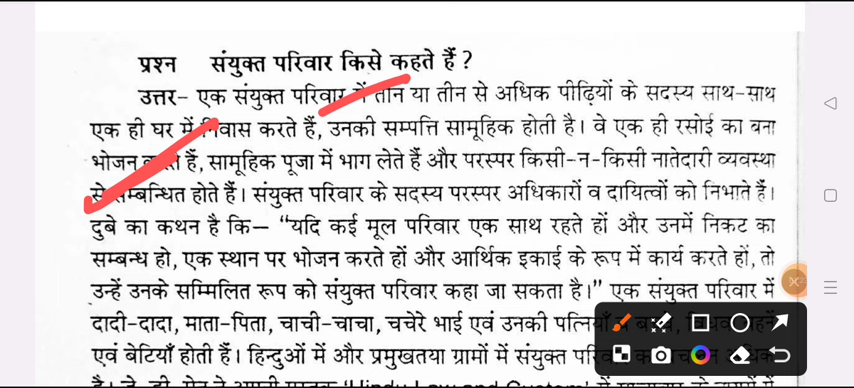 प्रश्न संयुक्त परिवार किसे कहते हैं ?
उत्तर- एक संयुक्त परिवार में तीन या तीन से अधिक पीढ़ियों के सदस्य साथ-साथ
एक ही घर में निवास करते हैं, उनकी सम्पत्ति सामूहिक होती है। वे एक ही रसोई का बना
भोजन करते हैं, सामूहिक पूजा में भाग लेते हैं और परस्पर किसी-न-किसी नातेदारी व्यवस्था
से सम्बन्धित होते हैं। संयुक्त परिवार के सदस्य परस्पर अधिकारों व दायित्वों को निभाते हैं।
दुबे का कथन है कि— “यदि कई मूल परिवार एक साथ रहते हों और उनमें निकट का
सम्बन्ध हो, एक स्थान पर भोजन करते हों और आर्थिक इकाई के रूप में कार्य करते हों, तो
उन्हें उनके सम्मिलित रूप को संयुक्त परिवार कहा जा सकता है।” एक संयुक्त परिवार में
दादी-दादा, माता-पिता, चाची-चाचा, चचेरे भाई एवं उनकी पत्नियाँ
एवं बेटियाँ होती हैं। हिन्दुओं में और प्रमुखतया ग्रामों में संयुक्त